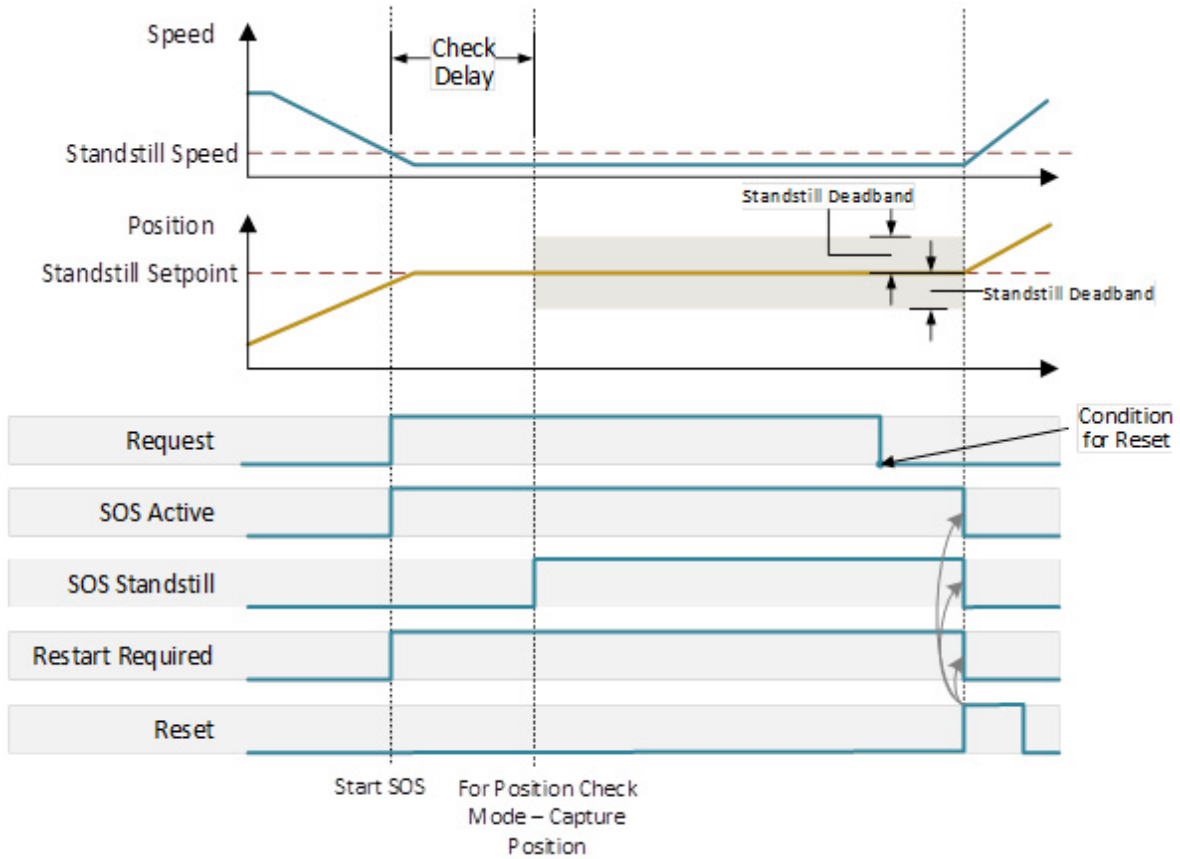 Speed
Check
Delay
Standstill Speed
Standstill Deadband
Position
Standstill Setpoint
Standstill Deadband
Condition
for Reset
Request
SOS Active
SOS Standstill
Restart Required
Reset
Start SOS
For Position Check
Mode – Capture
Position